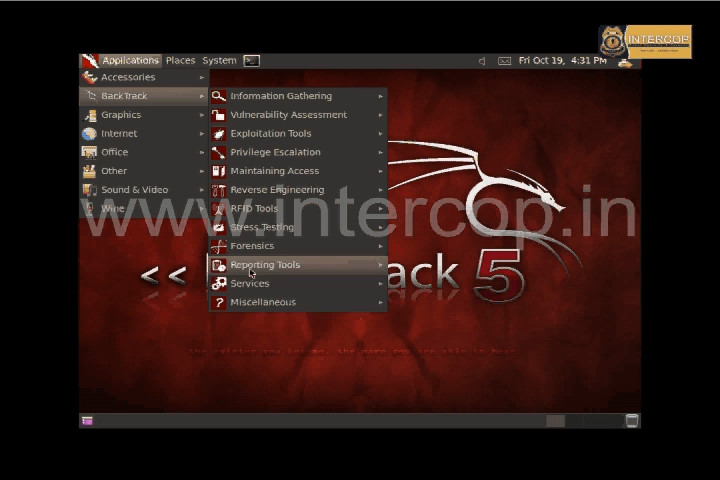 INTERCOP
Applications Places System Fri Oct 19, 4:31 PM
Accessories
BackTrack
Graphics
Internet
Office
Other
Sound & Video
Wine
Information Gathering
Vulnerability Assessment
Exploitation Tools
Privilege Escalation
Maintaining Access
Reverse Engineering
RFID Tools
Stress Testing
Forensics
Reporting Tools
Services
Miscellaneous
www.intercop.in
<< ack 5